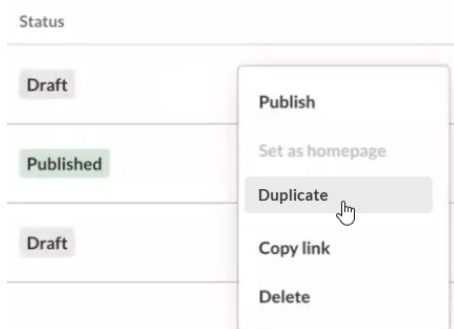 Status
Draft
Publish
Set as homepage
Published
Duplicate
Draft
Copy link
Delete